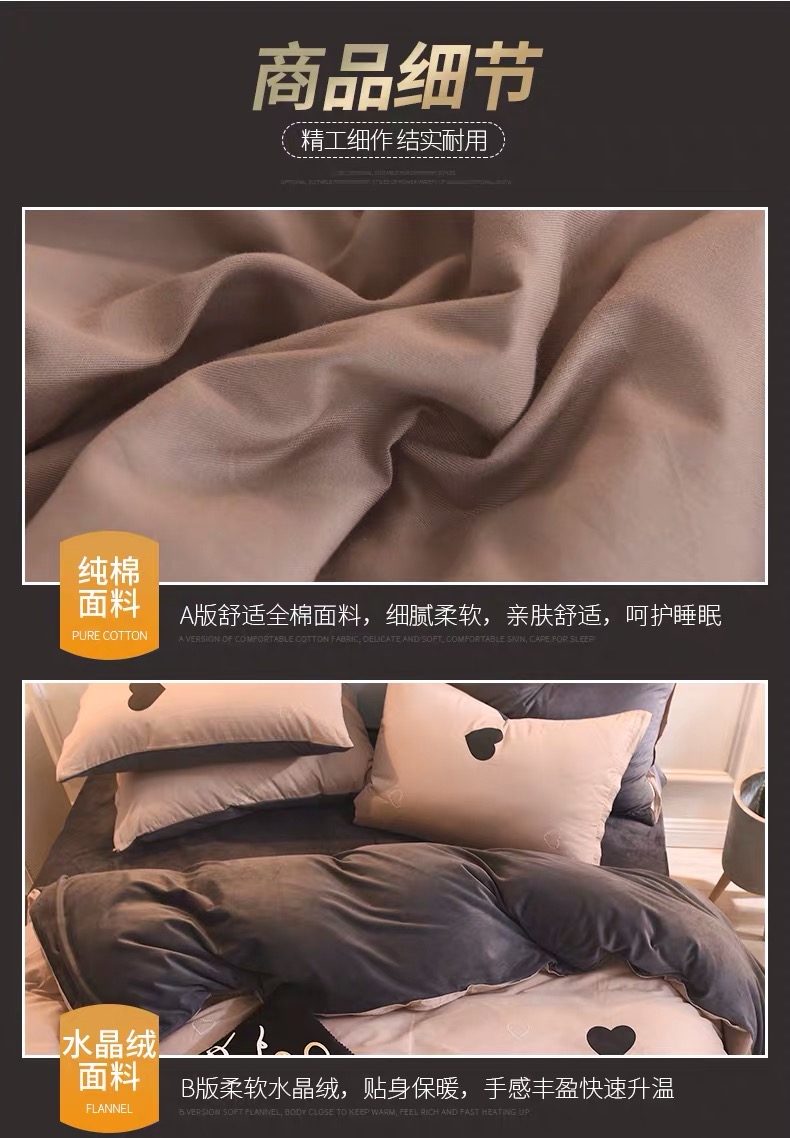 商品细节
精工细作 结实耐用
纯棉
面料
PURE COTTON
A版舒适全棉面料，细腻柔软，亲肤舒适，呵护睡眠
A VERSION OF COMFORTABLE COTTON FABRIC, DELICATE AND SOFT, COMFORTABLE SKIN, CAPE FOR SLEEP
水晶绒
面料
FLANNEL
B版柔软水晶绒，贴身保暖，手感丰盈快速升温
B-VERSION SOFT FLANNEL, BODY CLOSE TO KEEP WARM, FEEL RICH AND FAST HEATING UP